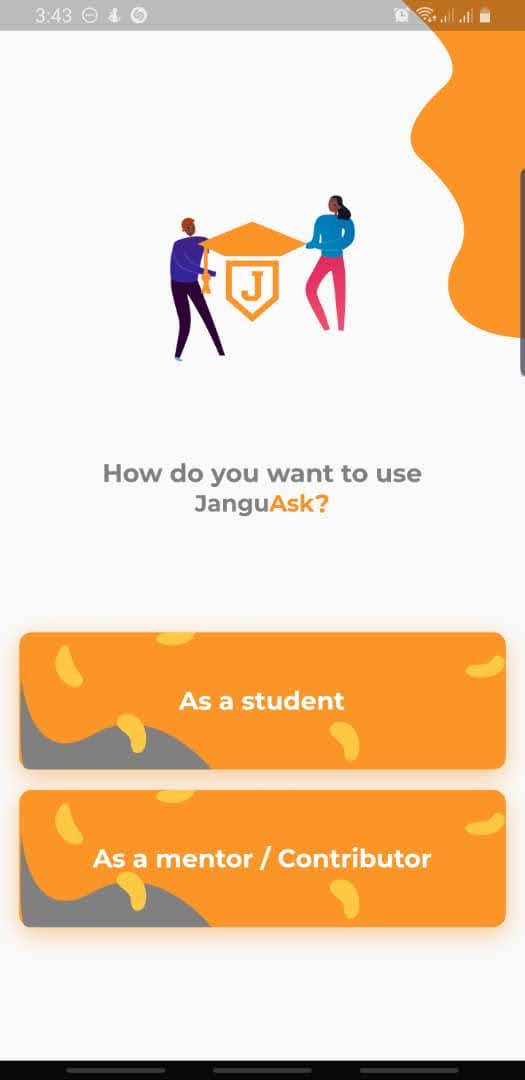 3:43
J
How do you want to use
JanguAsk?
As a student
As a mentor / Contributor